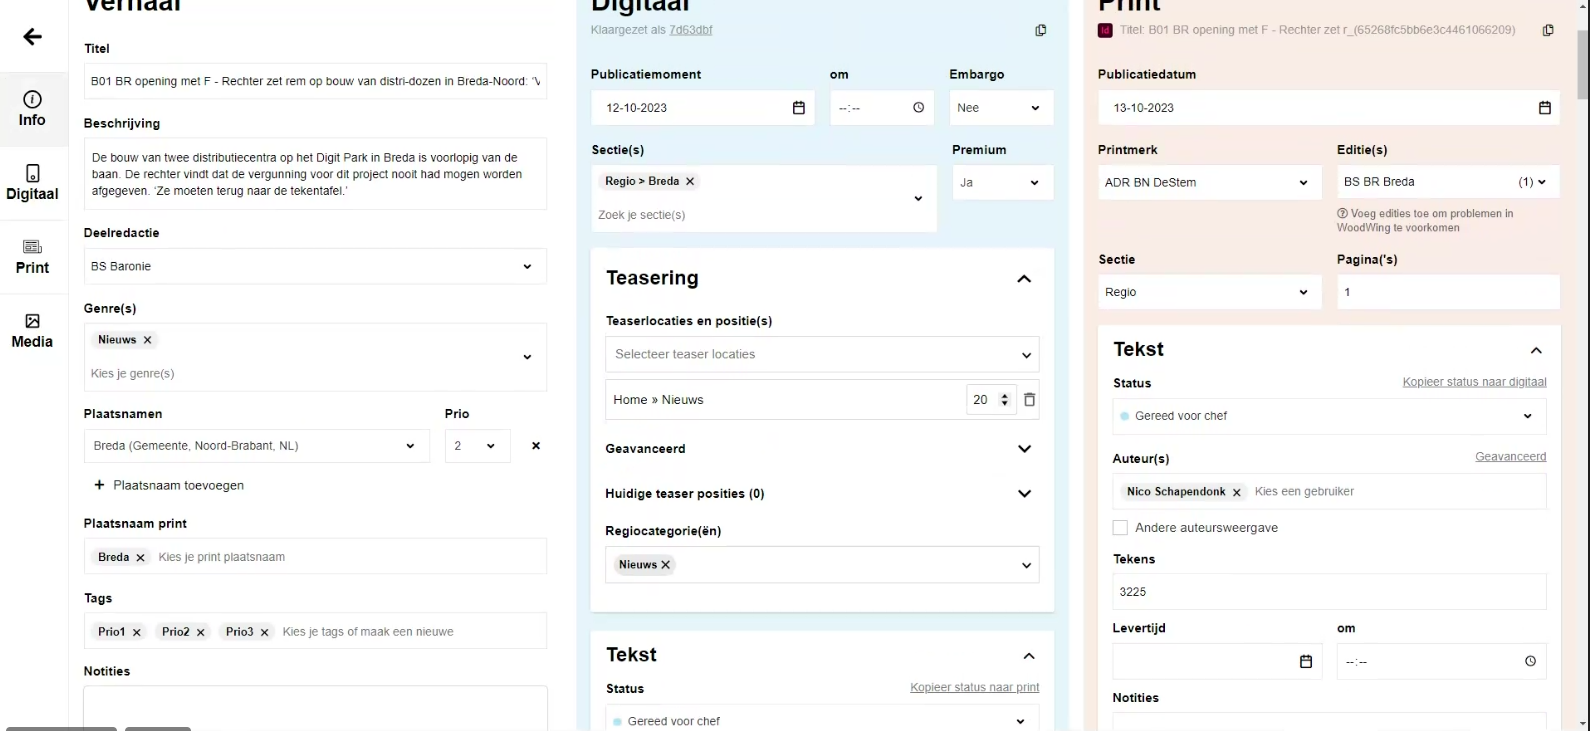 Verhaal
Titel
B01 BR opening met F - Rechter zet rem op bouw van distri-dozen in Breda-Noord: 'V
Beschrijving
De bouw van twee distributiecentra op het Digit Park in Breda is voorlopig van de
baan. De rechter vindt dat de vergunning voor dit project nooit had mogen worden
afgegeven. 'Ze moeten terug naar de tekentafel.'
Deelredactie
BS Baronie
Genre(s)
Nieuws
Kies je genre(s)
Plaatsnamen
Prio
Breda (Gemeente, Noord-Brabant, NL)
2
Plaatsnaam toevoegen
Plaatsnaam print
Breda
Kies je print plaatsnaam
Tags
Prio1
Prio2
Prio3
Kies je tags of maak een nieuwe
Notities
Info
Digitaal
Print
Media
Digitaal
Klaargezet als 7d63dbf
Publicatiemoment
om
Embargo
12-10-2023
--:--
Nee
Sectie(s)
Premium
Regio > Breda
Ja
Zoek je sectie(s)
Teasering
Teaserlocaties en positie(s)
Selecteer teaser locaties
Home » Nieuws
20
Geavanceerd
Huidige teaser posities (0)
Regiocategorie(ën)
Nieuws
Tekst
Status
Kopieer status naar print
Gereed voor chef
Print
Id
Titel: B01 BR opening met F - Rechter zet r_(65268fc5bb6e3c4461066209)
Publicatiedatum
13-10-2023
Printmerk
Editie(s)
ADR BN DeStem
BS BR Breda
(1)
Voeg edities toe om problemen in
WoodWing te voorkomen
Sectie
Pagina('s)
Regio
1
Tekst
Status
Kopieer status naar digitaal
Gereed voor chef
Auteur(s)
Geavanceerd
Nico Schapendonk
Kies een gebruiker
Andere auteursweergave
Tekens
3225
Levertijd
om
--:--
Notities